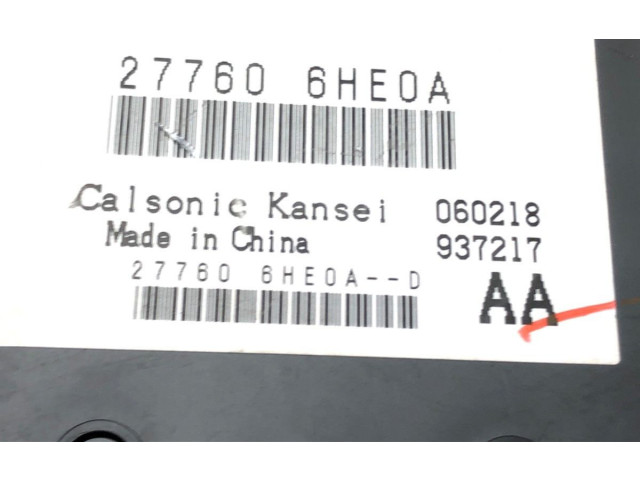 27760 6HE0A
Calsonic Kansei 060218
Made in China 937217
27760 6HE0A--D
AA